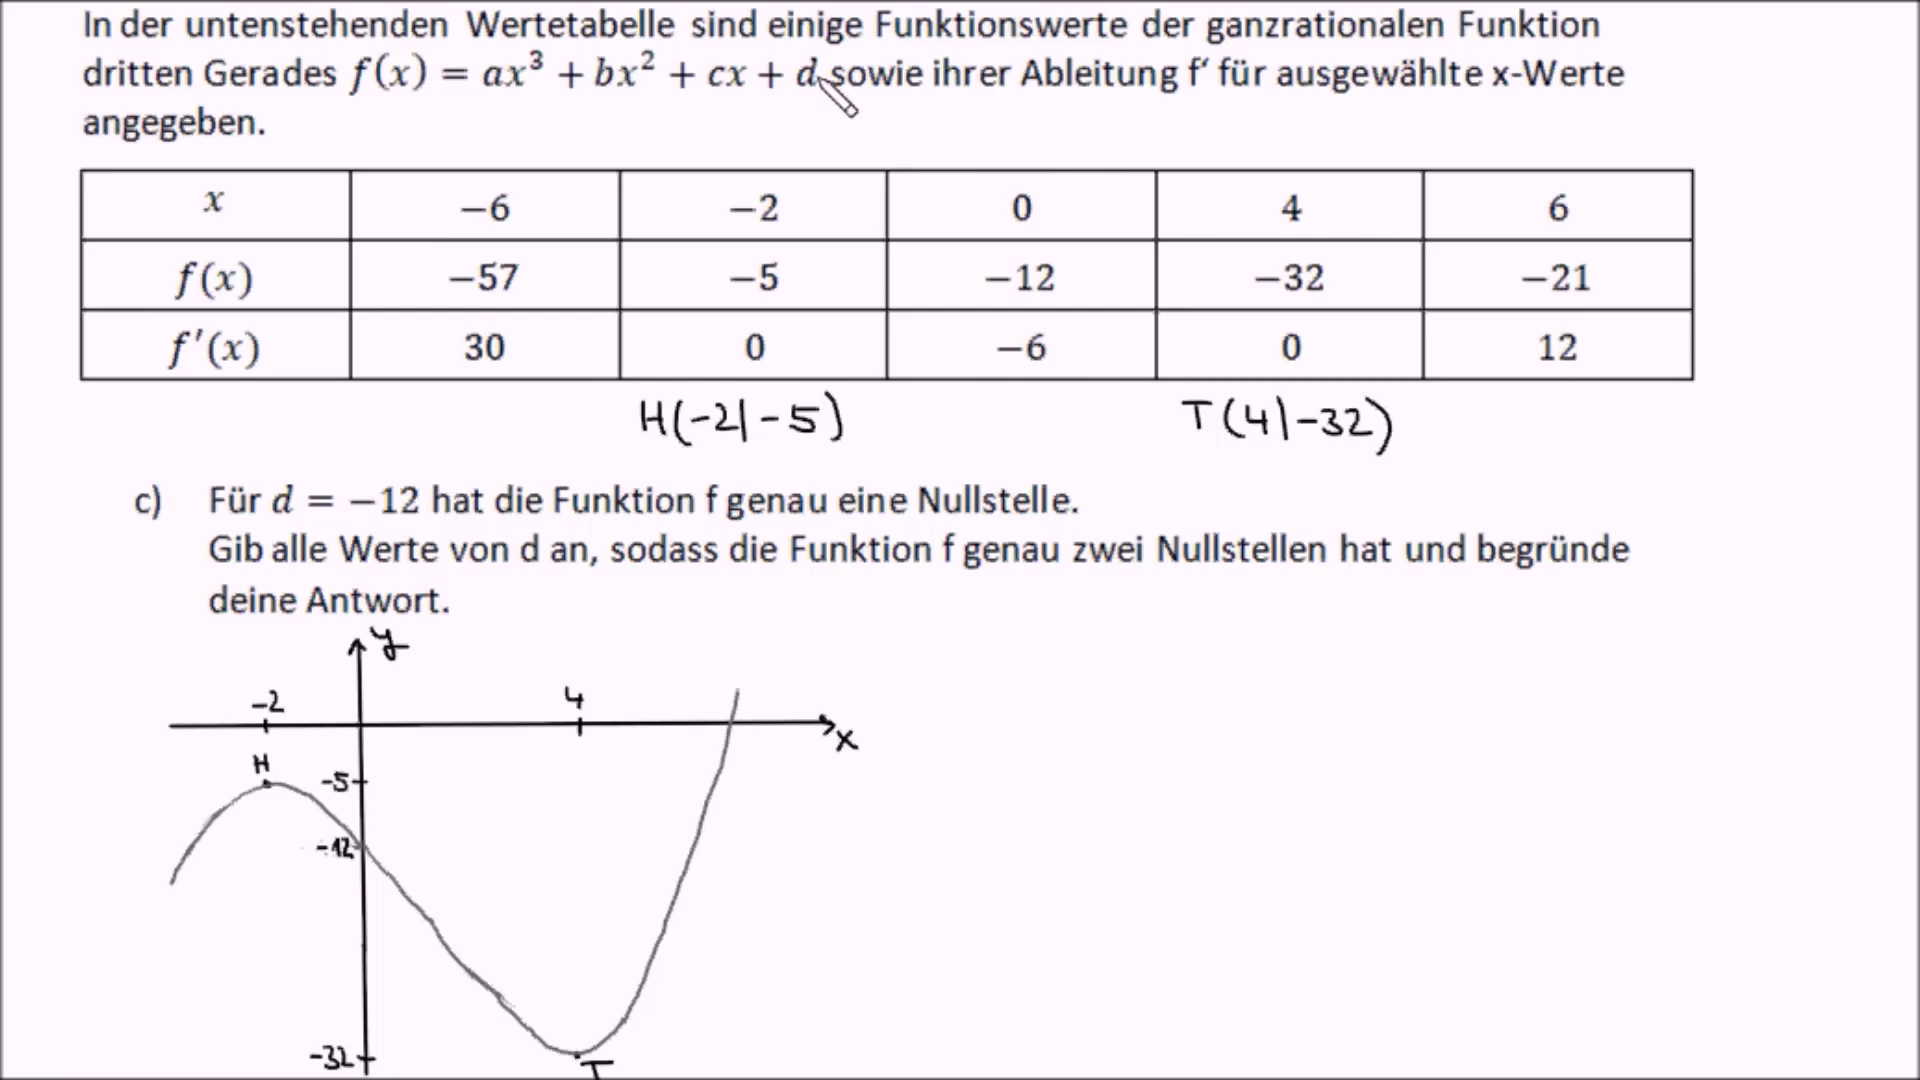 In der untenstehenden Wertetabelle sind einige Funktionswerte der ganzrationalen Funktion
dritten Gerades f(x) = ax³ + bx² + cx + d sowie ihrer Ableitung f‘ für ausgewählte x-Werte
angegeben.
x −6 −2 0 4 6
f(x) −57 −5 −12 −32 −21
f′(x) 30 0 −6 0 12
H(-2|-5) T(4|-32)
c) Für d = −12 hat die Funktion f genau eine Nullstelle.
Gib alle Werte von d an, sodass die Funktion f genau zwei Nullstellen hat und begründe
deine Antwort.
y
-2 4
x
H
-5
-12
-32
T